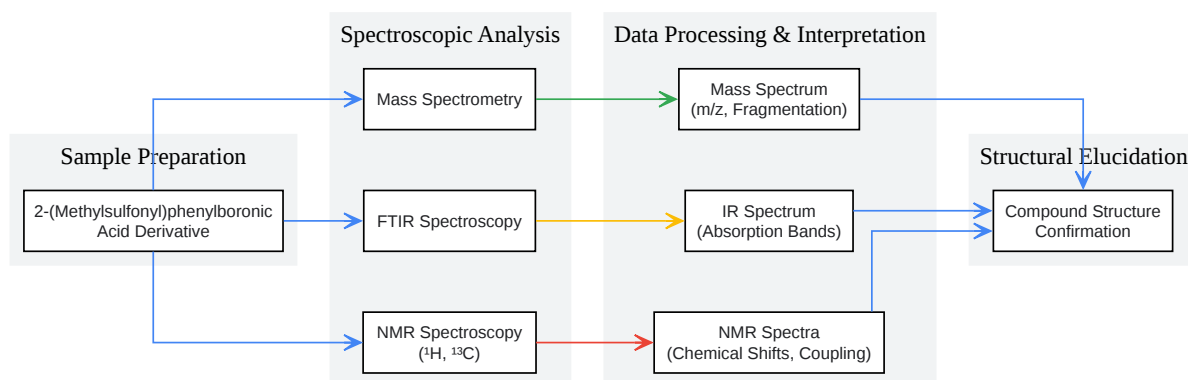 Spectroscopic Analysis
Data Processing & Interpretation
Mass Spectrometry
Mass Spectrum
(m/z, Fragmentation)
Sample Preparation
Structural Elucidation
2-(Methylsulfonyl)phenylboronic
Acid Derivative
FTIR Spectroscopy
IR Spectrum
(Absorption Bands)
Compound Structure
Confirmation
NMR Spectroscopy
(¹H, ¹³C)
NMR Spectra
(Chemical Shifts, Coupling)